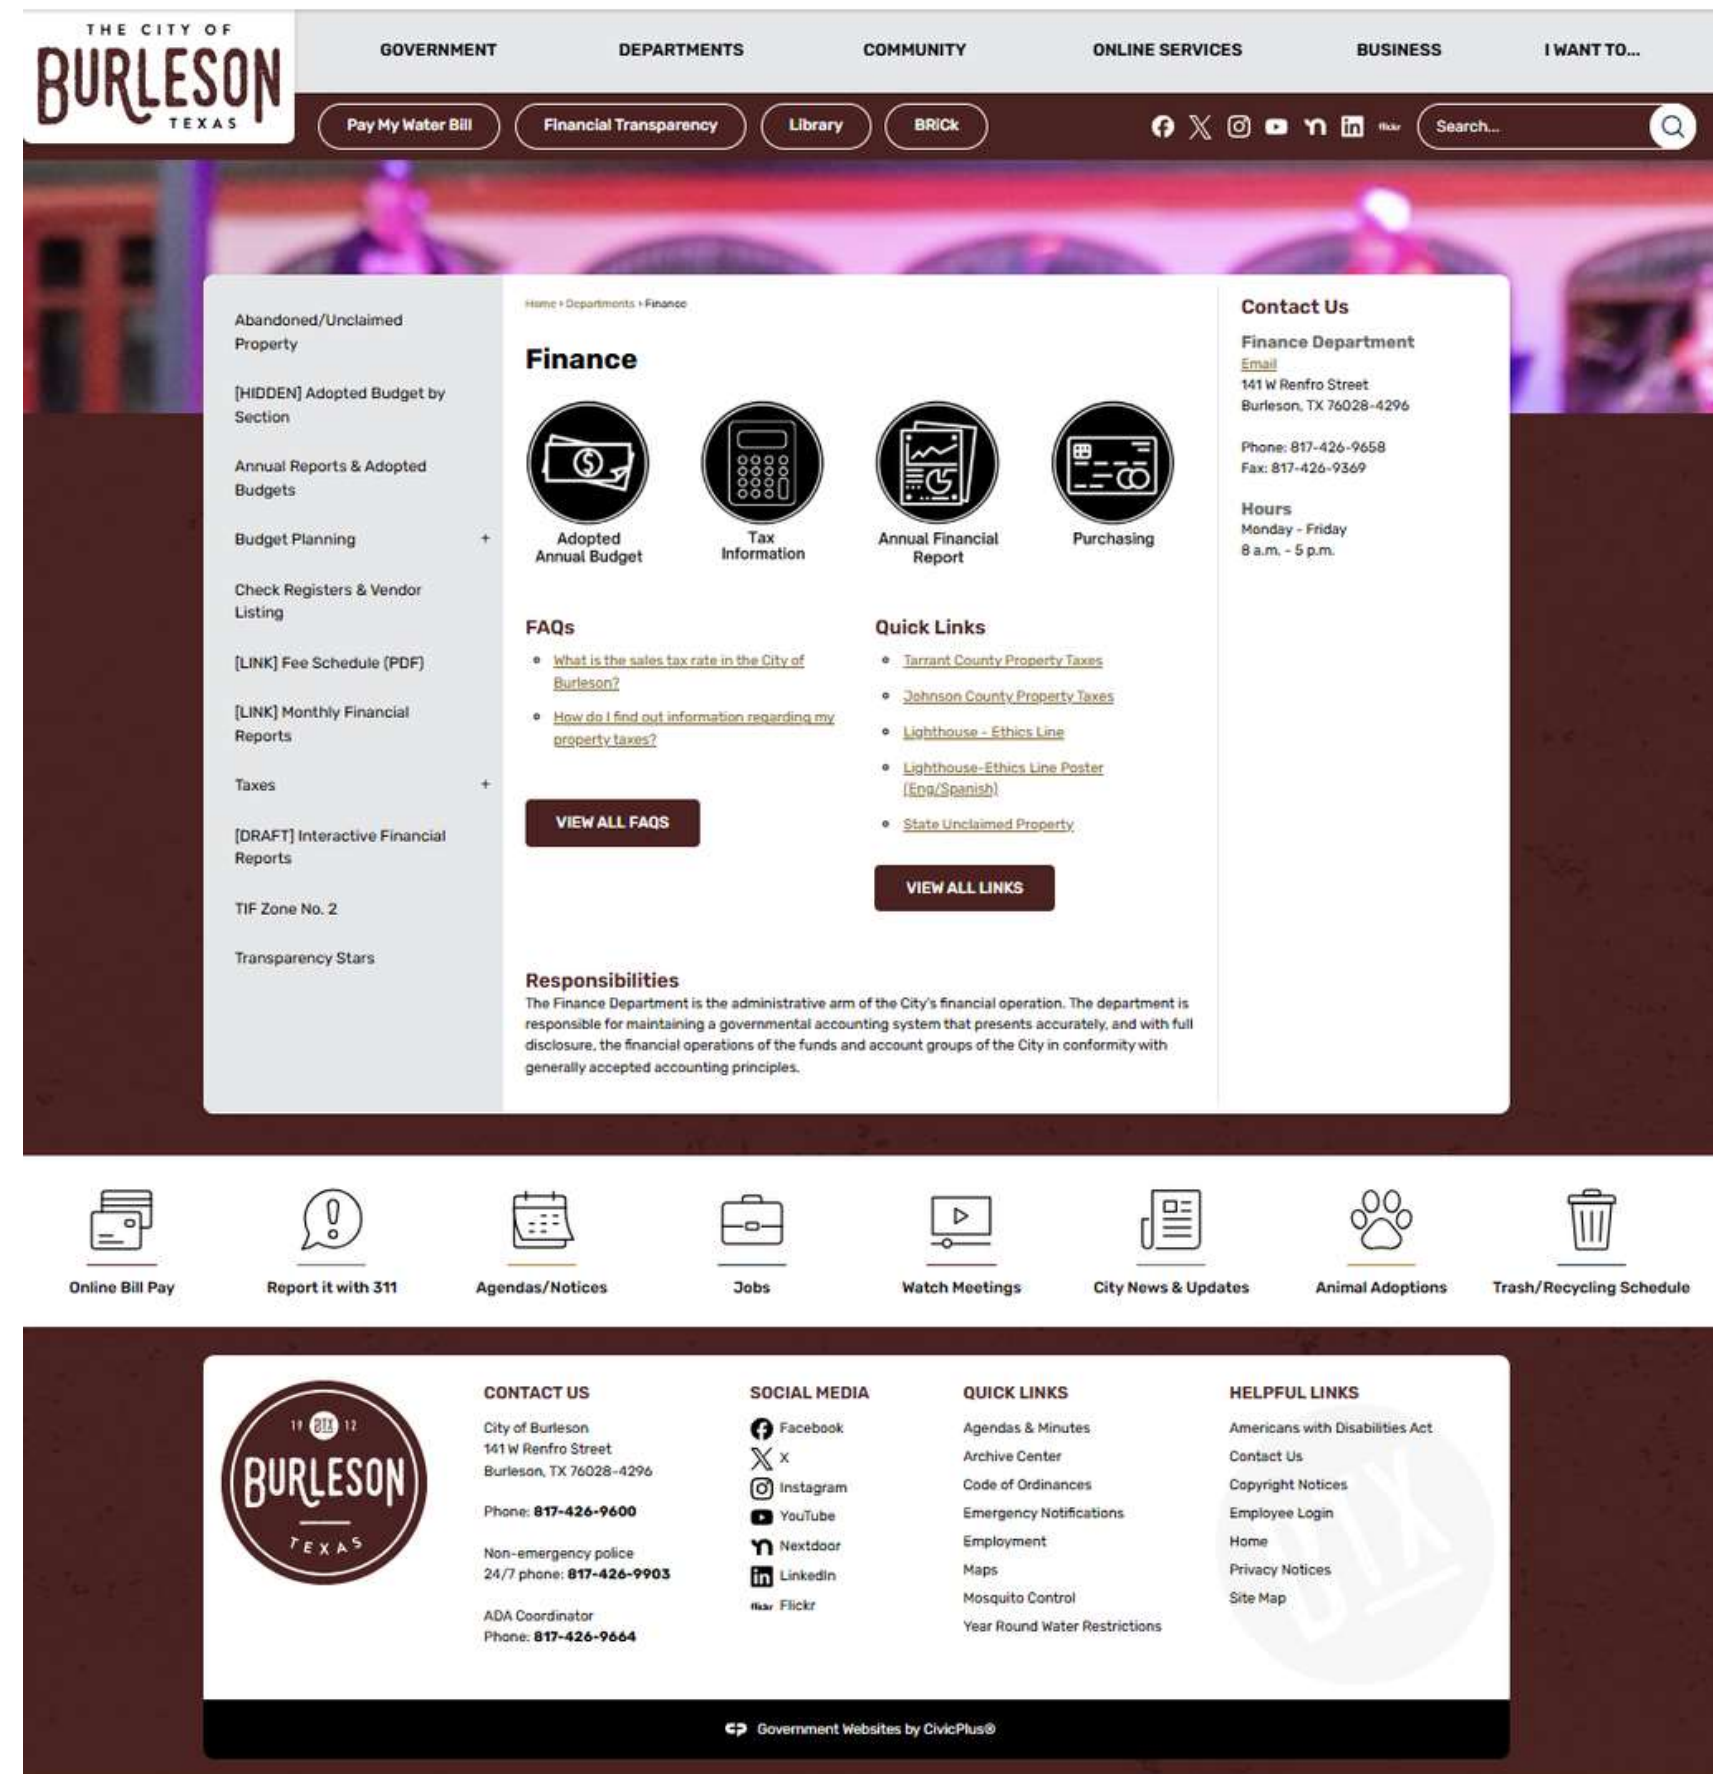 THE CITY OF
BURLESON
TEXAS
GOVERNMENT
DEPARTMENTS
COMMUNITY
ONLINE SERVICES
BUSINESS
I WANT TO...
Pay My Water Bill
Financial Transparency
Library
BRiCk
flickr
Search...
Abandoned/Unclaimed
Property
[HIDDEN] Adopted Budget by
Section
Annual Reports & Adopted
Budgets
Budget Planning +
Check Registers & Vendor
Listing
[LINK] Fee Schedule (PDF)
[LINK] Monthly Financial
Reports
Taxes +
[DRAFT] Interactive Financial
Reports
TIF Zone No. 2
Transparency Stars
Home › Departments › Finance
Finance
Adopted
Annual Budget
Tax
Information
Annual Financial
Report
Purchasing
FAQs
What is the sales tax rate in the City of
Burleson?
How do I find out information regarding my
property taxes?
VIEW ALL FAQS
Quick Links
Tarrant County Property Taxes
Johnson County Property Taxes
Lighthouse - Ethics Line
Lighthouse-Ethics Line Poster
(Eng/Spanish)
State Unclaimed Property
VIEW ALL LINKS
Responsibilities
The Finance Department is the administrative arm of the City's financial operation. The department is
responsible for maintaining a governmental accounting system that presents accurately, and with full
disclosure, the financial operations of the funds and account groups of the City in conformity with
generally accepted accounting principles.
Contact Us
Finance Department
Email
141 W Renfro Street
Burleson, TX 76028-4296
Phone: 817-426-9658
Fax: 817-426-9369
Hours
Monday - Friday
8 a.m. - 5 p.m.
Online Bill Pay
Report it with 311
Agendas/Notices
Jobs
Watch Meetings
City News & Updates
Animal Adoptions
Trash/Recycling Schedule
19 BTX 12
BURLESON
TEXAS
CONTACT US
City of Burleson
141 W Renfro Street
Burleson, TX 76028-4296
Phone: 817-426-9600
Non-emergency police
24/7 phone: 817-426-9903
ADA Coordinator
Phone: 817-426-9664
SOCIAL MEDIA
Facebook
X
Instagram
YouTube
Nextdoor
LinkedIn
flickr Flickr
QUICK LINKS
Agendas & Minutes
Archive Center
Code of Ordinances
Emergency Notifications
Employment
Maps
Mosquito Control
Year Round Water Restrictions
HELPFUL LINKS
Americans with Disabilities Act
Contact Us
Copyright Notices
Employee Login
Home
Privacy Notices
Site Map
BTX
Government Websites by CivicPlus®